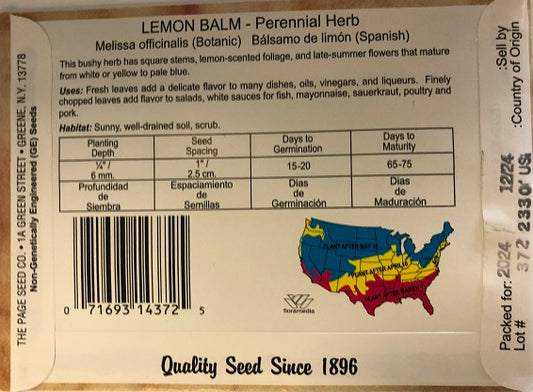 LEMON BALM - Perennial Herb
Melissa officinalis (Botanic) Bálsamo de limón (Spanish)
This bushy herb has square stems, lemon-scented foliage, and late-summer flowers that mature
from white or yellow to pale blue.
Uses: Fresh leaves add a delicate flavor to many dishes, oils, vinegars, and liqueurs. Finely
chopped leaves add flavor to salads, white sauces for fish, mayonnaise, sauerkraut, poultry and
pork.
Habitat: Sunny, well-drained soil, scrub.
Planting Depth
Seed Spacing
Days to Germination
Days to Maturity
¼" / 6 mm.
1" / 2.5 cm.
15-20
65-75
Profundidad de Siembra
Espaciamiento de Semillas
Dias de Germinación
Dias de Maduración
0 71693 14372 5
floramedia
PLANT AFTER MAY
PLANT AFTER APRIL
PLANT AFTER MARCH
Quality Seed Since 1896
THE PAGE SEED CO. • 1A GREEN STREET • GREENE, N.Y. 13778
Non-Genetically Engineered (GE) Seeds
Packed for: 2024 12/24 :Sell by
Lot # 372 2330 US :Country of Origin